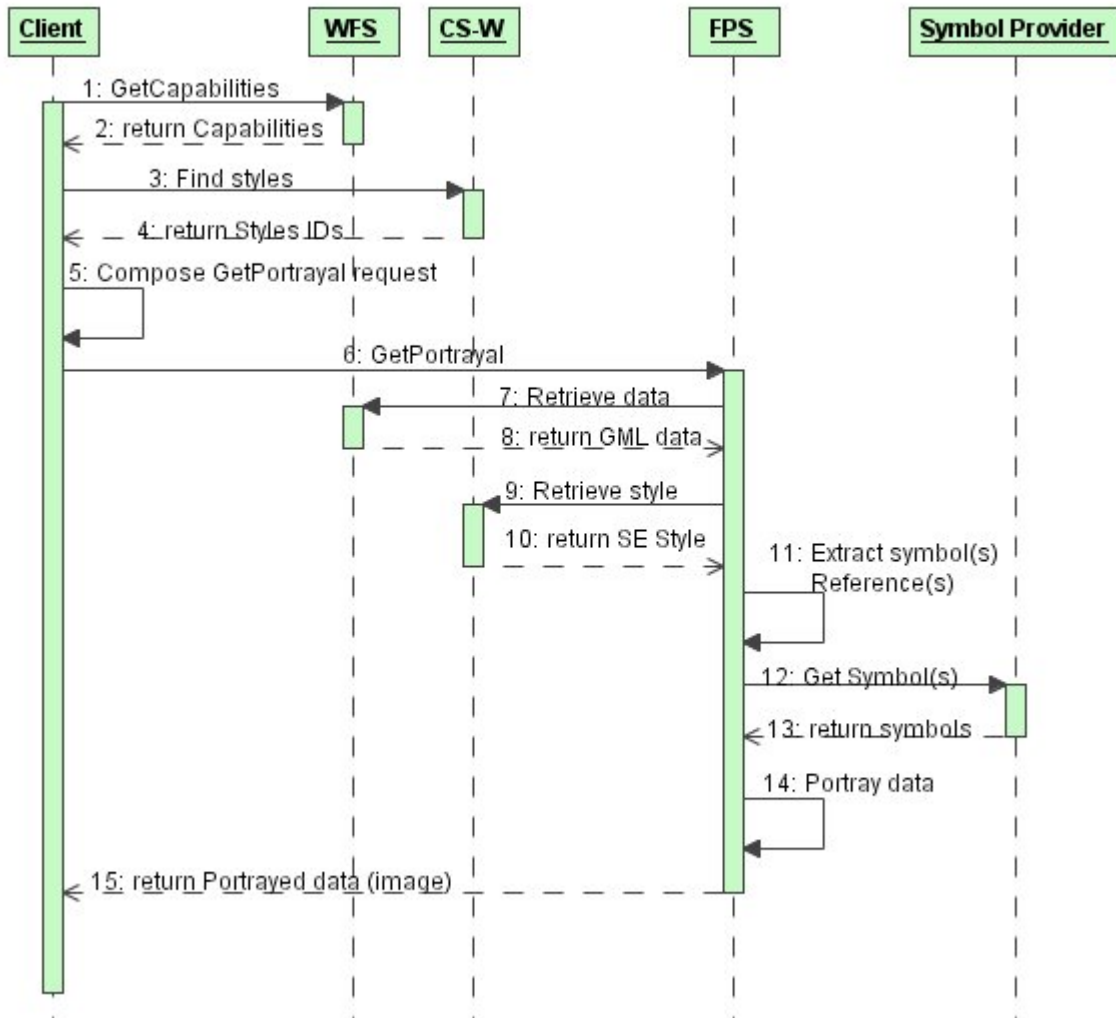 Client
WFS
CS-W
FPS
Symbol Provider
1: GetCapabilities
2: return Capabilities
3: Find styles
4: return Styles IDs
5: Compose GetPortrayal request
6: GetPortrayal
7: Retrieve data
8: return GML data
9: Retrieve style
10: return SE Style
11: Extract symbol(s)
Reference(s)
12: Get Symbol(s)
13: return symbols
14: Portray data
15: return Portrayed data (image)